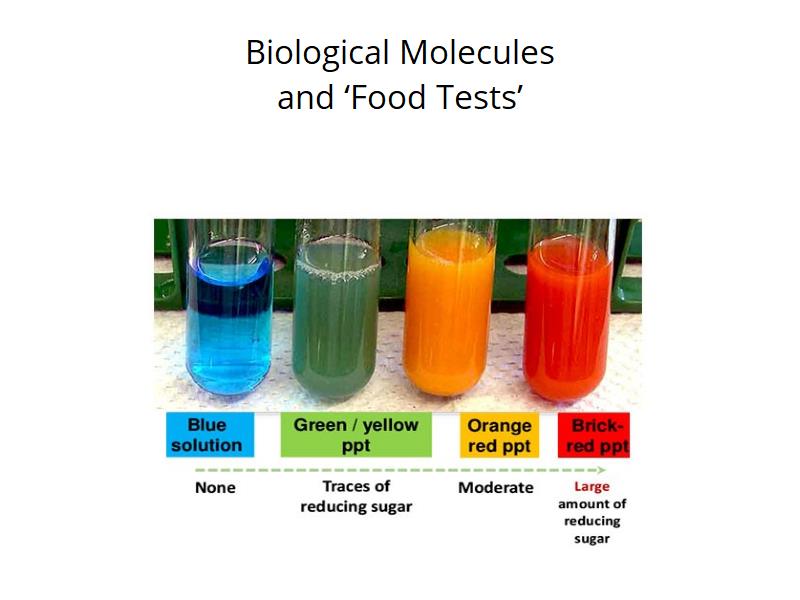 Biological Molecules
and ‘Food Tests’
Blue
solution
Green / yellow
ppt
Orange
red ppt
Brick-
red ppt
None
Traces of
reducing sugar
Moderate
Large
amount of
reducing
sugar